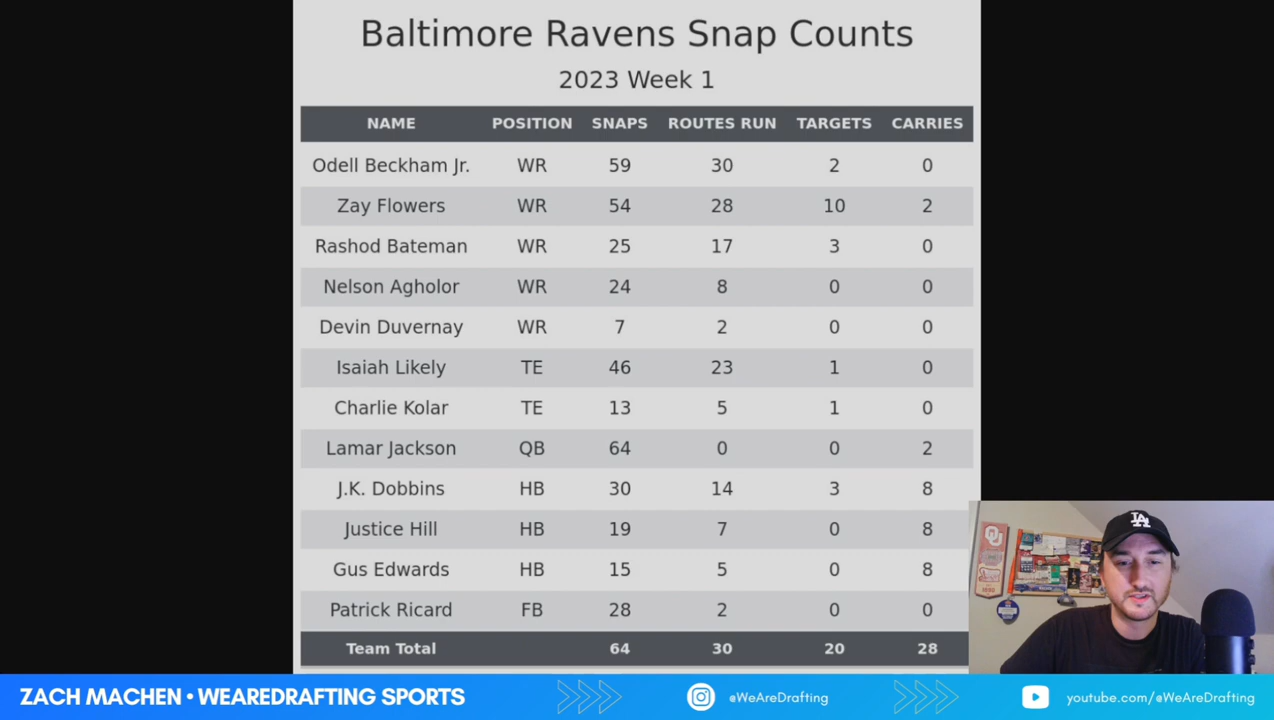 Baltimore Ravens Snap Counts
2023 Week 1
NAME POSITION SNAPS ROUTES RUN TARGETS CARRIES
Odell Beckham Jr. WR 59 30 2 0
Zay Flowers WR 54 28 10 2
Rashod Bateman WR 25 17 3 0
Nelson Agholor WR 24 8 0 0
Devin Duvernay WR 7 2 0 0
Isaiah Likely TE 46 23 1 0
Charlie Kolar TE 13 5 1 0
Lamar Jackson QB 64 0 0 2
J.K. Dobbins HB 30 14 3 8
Justice Hill HB 19 7 0 8
Gus Edwards HB 15 5 0 8
Patrick Ricard FB 28 2 0 0
Team Total 64 30 20 28
LA
ZACH MACHEN • WEAREDRAFTING SPORTS @WeAreDrafting youtube.com/@WeAreDrafting